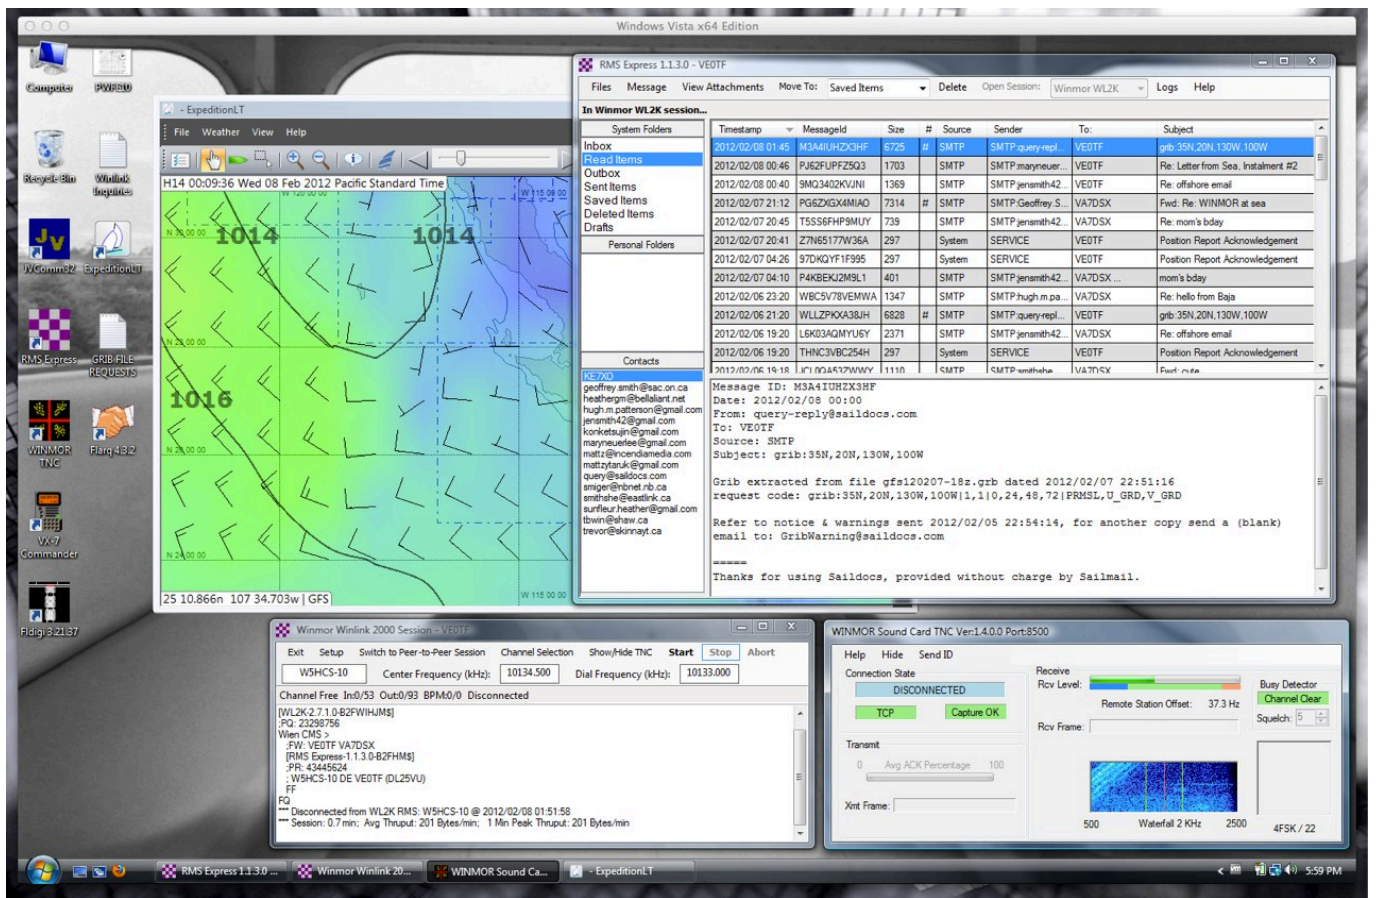 Windows Vista x64 Edition
Computer
Recycle Bin
Winlink
Inquiries
JVComm32
ExpeditionLT
RMS Express
GRIB-FILE
REQUESTS
WINMOR
TNC
Flarq 4.3.2
VX-7
Commander
Fldigi 3.21.37
- ExpeditionLT
File Weather View Help
H14 00:09:36 Wed 08 Feb 2012 Pacific Standard Time
1014 1014
1016
N 28 00 00
N 24 00 00
W 115 00 00
25 10.866n 107 34.703w | GFS
RMS Express 1.1.3.0 - VE0TF
Files Message View Attachments Move To: Saved Items Delete Open Session: Winmor WL2K Logs Help
In Winmor WL2K session...
System Folders
Inbox
Read Items
Outbox
Sent Items
Saved Items
Deleted Items
Drafts
Personal Folders
Contacts
KE7XO
geoffrey.smith@sac.on.ca
heathergm@bellaliant.net
hugh.m.patterson@gmail.com
jensmith42@gmail.com
konketsujin@gmail.com
maryneuerlee@gmail.com
mattz@incendiamedia.com
mattzytaruk@gmail.com
query@saildocs.com
smiger@nbnet.nb.ca
smithshe@eastlink.ca
sunfleur.heather@gmail.com
tbwin@shaw.ca
trevor@skinnayt.ca
Timestamp MessageId Size # Source Sender To: Subject
2012/02/08 01:45 M3A4IUHZX3HF 6725 # SMTP SMTP:query-repl... VE0TF grib:35N,20N,130W,100W
2012/02/08 00:46 PJ62FUPFZ5Q3 1703 SMTP SMTP:maryneuer... VE0TF Re: Letter from Sea, Instalment #2
2012/02/08 00:40 9MQ3402KVJNI 1369 SMTP SMTP:jensmith42... VE0TF Re: offshore email
2012/02/07 21:12 PG6ZXGX4MIAO 7314 # SMTP SMTP:Geoffrey.S... VA7DSX Fwd: Re: WINMOR at sea
2012/02/07 20:45 T5SS6FHP9MUY 739 SMTP SMTP:jensmith42... VA7DSX Re: mom's bday
2012/02/07 20:41 Z7N65177W36A 297 System SERVICE VE0TF Position Report Acknowledgement
2012/02/07 04:26 97DKQYF1F995 297 System SERVICE VE0TF Position Report Acknowledgement
2012/02/07 04:10 P4KBEKJ2M9L1 401 SMTP SMTP:jensmith42... VA7DSX ... mom's bday
2012/02/06 23:20 WBC5V78VEMWA 1347 SMTP SMTP:hugh.m.pa... VA7DSX Re: hello from Baja
2012/02/06 21:20 WLLZPKXA38JH 6828 # SMTP SMTP:query-repl... VE0TF grib:35N,20N,130W,100W
2012/02/06 19:20 L6K03AQMYU6Y 2371 SMTP SMTP:jensmith42... VA7DSX Re: offshore email
2012/02/06 19:20 THNC3VBC254H 297 System SERVICE VE0TF Position Report Acknowledgement
2012/02/06 19:18 1110 SMTP VA7DSX Fwd: cute
Message ID: M3A4IUHZX3HF
Date: 2012/02/08 00:00
From: query-reply@saildocs.com
To: VE0TF
Source: SMTP
Subject: grib:35N,20N,130W,100W
Grib extracted from file gfs120207-18z.grb dated 2012/02/07 22:51:16
request code: grib:35N,20N,130W,100W|1,1|0,24,48,72|PRMSL,U_GRD,V_GRD
Refer to notice & warnings sent 2012/02/05 22:54:14, for another copy send a (blank)
email to: GribWarning@saildocs.com
=====
Thanks for using Saildocs, provided without charge by Sailmail.
Winmor Winlink 2000 Session - VE0TF
Exit Setup Switch to Peer-to-Peer Session Channel Selection Show/Hide TNC Start Stop Abort
W5HCS-10 Center Frequency (kHz): 10134.500 Dial Frequency (kHz): 10133.000
Channel Free In:0/53 Out:0/93 BPM:0/0 Disconnected
[WL2K-2.7.1.0-B2FWIHJM$]
;PQ: 23298756
Wien CMS >
;FW: VE0TF VA7DSX
[RMS Express-1.1.3.0-B2FHM$]
;PR: 43445624
; W5HCS-10 DE VE0TF (DL25VU)
FF
FQ
*** Disconnected from WL2K RMS: W5HCS-10 @ 2012/02/08 01:51:58
*** Session: 0.7 min; Avg Thruput: 201 Bytes/min; 1 Min Peak Thruput: 201 Bytes/min
WINMOR Sound Card TNC Ver:1.4.0.0 Port:8500
Help Hide Send ID
Connection State
DISCONNECTED
TCP Capture OK
Transmit
0 Avg ACK Percentage 100
Xmt Frame:
Receive
Rcv Level:
Remote Station Offset: 37.3 Hz
Rcv Frame:
Busy Detector
Channel Clear
Squelch: 5
500 Waterfall 2 KHz 2500
4FSK / 22
RMS Express 1.1.3.0 ...
Winmor Winlink 20...
WINMOR Sound Ca...
- ExpeditionLT
5:59 PM